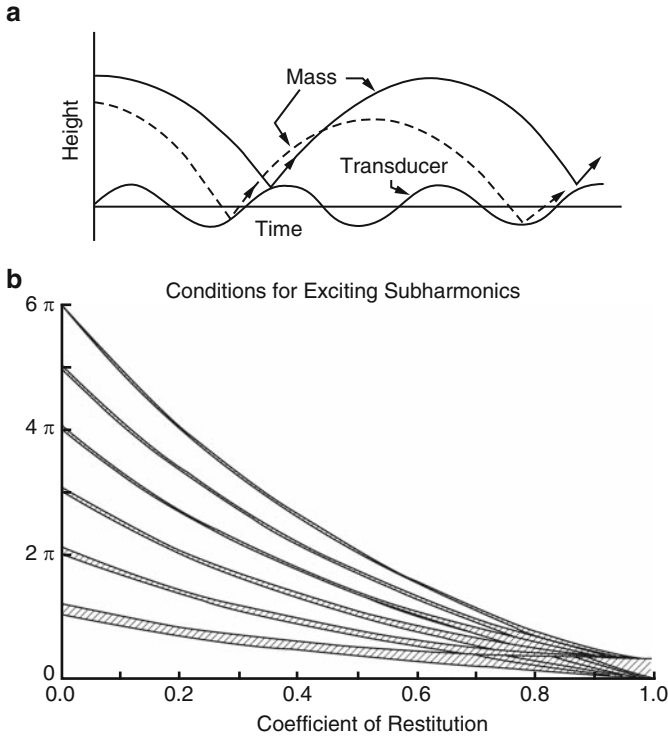 a
Mass
Height
Transducer
Time
b
Conditions for Exciting Subharmonics
6 π
4 π
2 π
0
0.0 0.2 0.4 0.6 0.8 1.0
Coefficient of Restitution